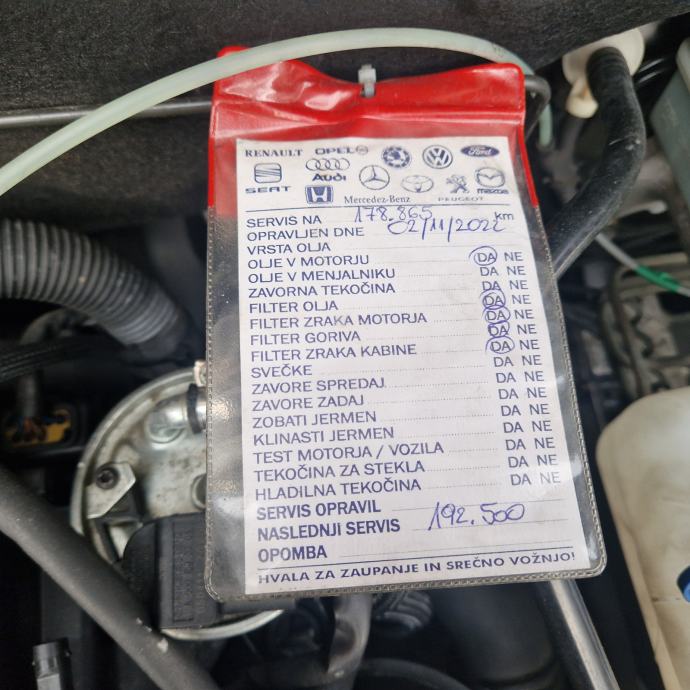 RENAULT OPEL Ford
SEAT Audi Mercedes-Benz PEUGEOT mazda
SERVIS NA 178.865 km
OPRAVLJEN DNE 02/11/2022
VRSTA OLJA
OLJE V MOTORJU DA NE
OLJE V MENJALNIKU DA NE
ZAVORNA TEKOČINA DA NE
FILTER OLJA DA NE
FILTER ZRAKA MOTORJA DA NE
FILTER GORIVA DA NE
FILTER ZRAKA KABINE DA NE
SVEČKE DA NE
ZAVORE SPREDAJ DA NE
ZAVORE ZADAJ DA NE
ZOBATI JERMEN DA NE
KLINASTI JERMEN DA NE
TEST MOTORJA / VOZILA DA NE
TEKOČINA ZA STEKLA DA NE
HLADILNA TEKOČINA DA NE
SERVIS OPRAVIL
NASLEDNJI SERVIS 192.500
OPOMBA
HVALA ZA ZAUPANJE IN SREČNO VOŽNJO!